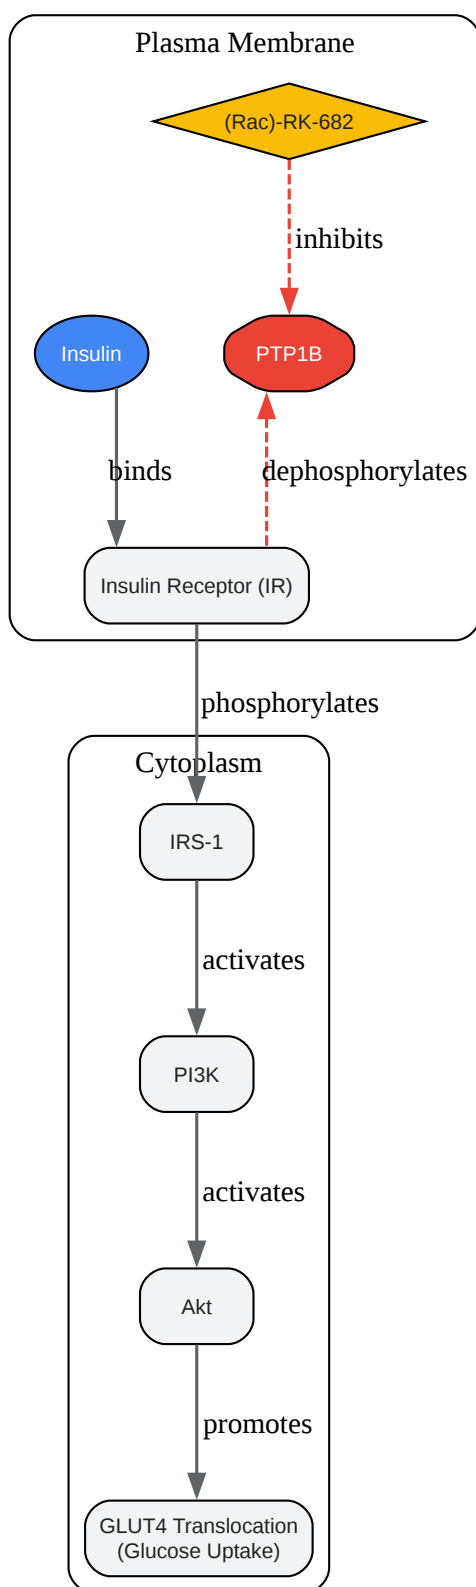 Plasma Membrane
(Rac)-RK-682
inhibits
Insulin
PTP1B
binds
dephosphorylates
Insulin Receptor (IR)
phosphorylates
Cytoplasm
IRS-1
activates
PI3K
activates
Akt
promotes
GLUT4 Translocation
(Glucose Uptake)